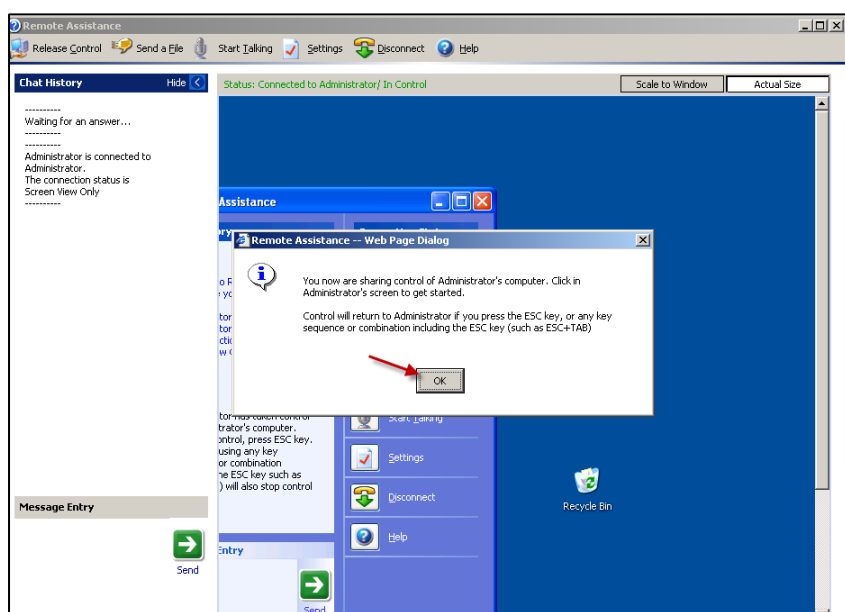 Remote Assistance
Release Control Send a File Start Talking Settings Disconnect Help
Chat History Hide
Status: Connected to Administrator/ In Control
Scale to Window Actual Size
----------
Waiting for an answer...
----------
----------
Administrator is connected to
Administrator.
The connection status is
Screen View Only
----------
Assistance
Remote Assistance -- Web Page Dialog
You now are sharing control of Administrator's computer. Click in
Administrator's screen to get started.
Control will return to Administrator if you press the ESC key, or any key
sequence or combination including the ESC key (such as ESC+TAB)
OK
trator's computer.
ontrol, press ESC key.
using any key
or combination
he ESC key such as
) will also stop control
Start Talking
Settings
Disconnect
Help
Recycle Bin
Message Entry
Send
Entry
Send